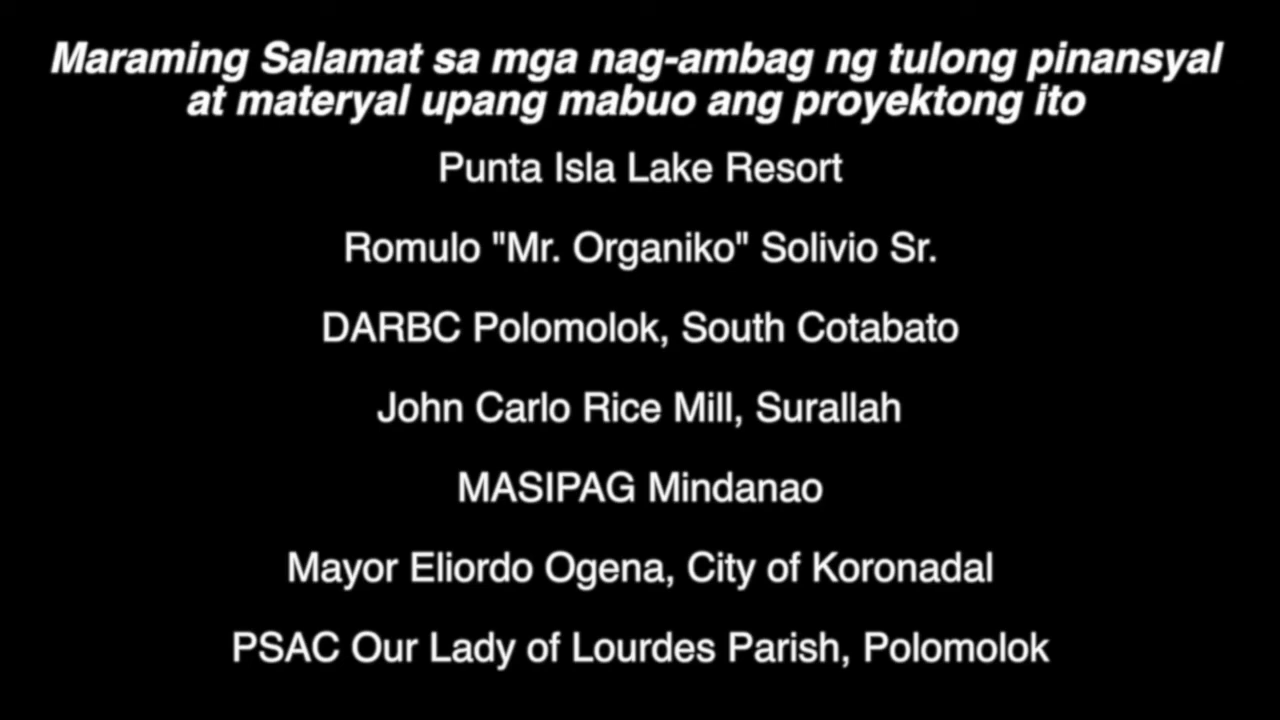 Maraming Salamat sa mga nag-ambag ng tulong pinansyal
at materyal upang mabuo ang proyektong ito
Punta Isla Lake Resort
Romulo "Mr. Organiko" Solivio Sr.
DARBC Polomolok, South Cotabato
John Carlo Rice Mill, Surallah
MASIPAG Mindanao
Mayor Eliordo Ogena, City of Koronadal
PSAC Our Lady of Lourdes Parish, Polomolok